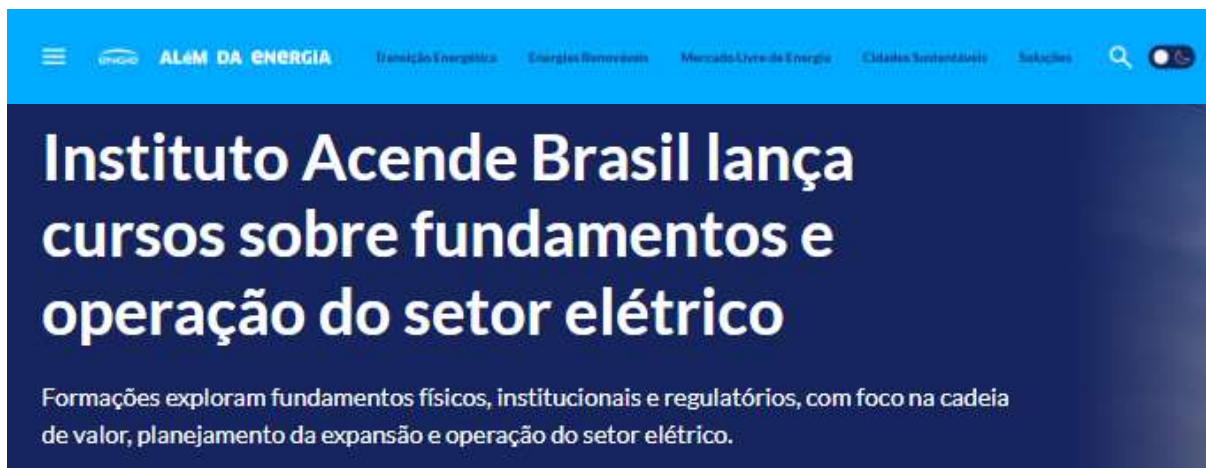 ENGIE ALÉM DA ENERGIA Transição Energética Energias Renováveis Mercado Livre de Energia Cidades Sustentáveis Soluções
Instituto Acende Brasil lança
cursos sobre fundamentos e
operação do setor elétrico
Formações exploram fundamentos físicos, institucionais e regulatórios, com foco na cadeia
de valor, planejamento da expansão e operação do setor elétrico.